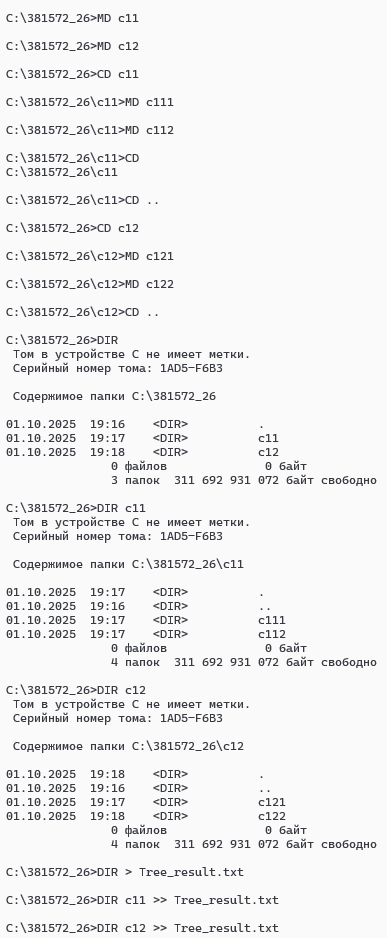 C:\381572_26>MD c11
C:\381572_26>MD c12
C:\381572_26>CD c11
C:\381572_26\c11>MD c111
C:\381572_26\c11>MD c112
C:\381572_26\c11>CD
C:\381572_26\c11
C:\381572_26\c11>CD ..
C:\381572_26>CD c12
C:\381572_26\c12>MD c121
C:\381572_26\c12>MD c122
C:\381572_26\c12>CD ..
C:\381572_26>DIR
 Том в устройстве C не имеет метки.
 Серийный номер тома: 1AD5-F6B3
 Содержимое папки C:\381572_26
01.10.2025  19:16    <DIR>          .
01.10.2025  19:17    <DIR>          c11
01.10.2025  19:18    <DIR>          c12
               0 файлов              0 байт
               3 папок  311 692 931 072 байт свободно
C:\381572_26>DIR c11
 Том в устройстве C не имеет метки.
 Серийный номер тома: 1AD5-F6B3
 Содержимое папки C:\381572_26\c11
01.10.2025  19:17    <DIR>          .
01.10.2025  19:16    <DIR>          ..
01.10.2025  19:17    <DIR>          c111
01.10.2025  19:17    <DIR>          c112
               0 файлов              0 байт
               4 папок  311 692 931 072 байт свободно
C:\381572_26>DIR c12
 Том в устройстве C не имеет метки.
 Серийный номер тома: 1AD5-F6B3
 Содержимое папки C:\381572_26\c12
01.10.2025  19:18    <DIR>          .
01.10.2025  19:16    <DIR>          ..
01.10.2025  19:17    <DIR>          c121
01.10.2025  19:18    <DIR>          c122
               0 файлов              0 байт
               4 папок  311 692 931 072 байт свободно
C:\381572_26>DIR > Tree_result.txt
C:\381572_26>DIR c11 >> Tree_result.txt
C:\381572_26>DIR c12 >> Tree_result.txt